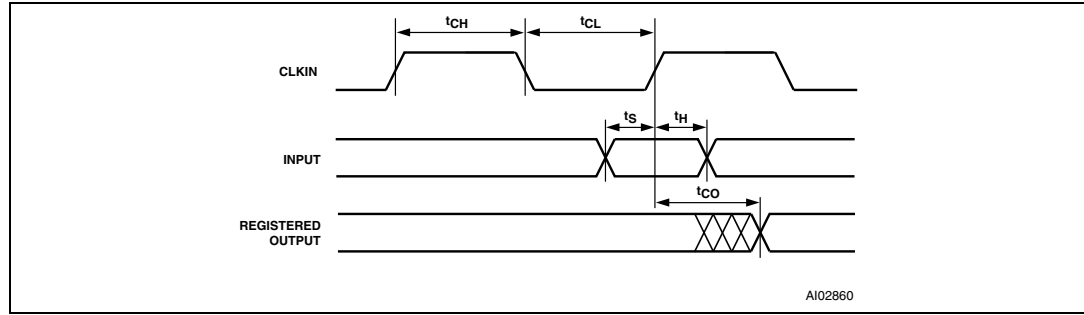 tCH tCL
CLKIN
tS tH
INPUT
tCO
REGISTERED
OUTPUT
AI02860